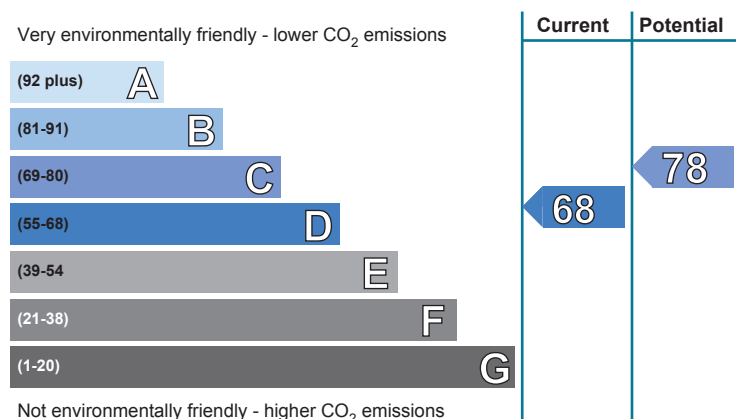 Very environmentally friendly - lower CO₂ emissions
Current Potential
(92 plus) A
(81-91) B
(69-80) C
78
(55-68) D
68
(39-54 E
(21-38) F
(1-20) G
Not environmentally friendly - higher CO₂ emissions